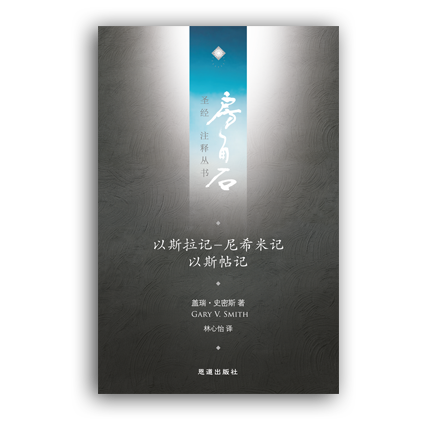 圣经 注释丛书
房角石
以斯拉记-尼希米记
以斯帖记
盖瑞·史密斯 著
GARY V. SMITH
林心怡 译
恩道出版社